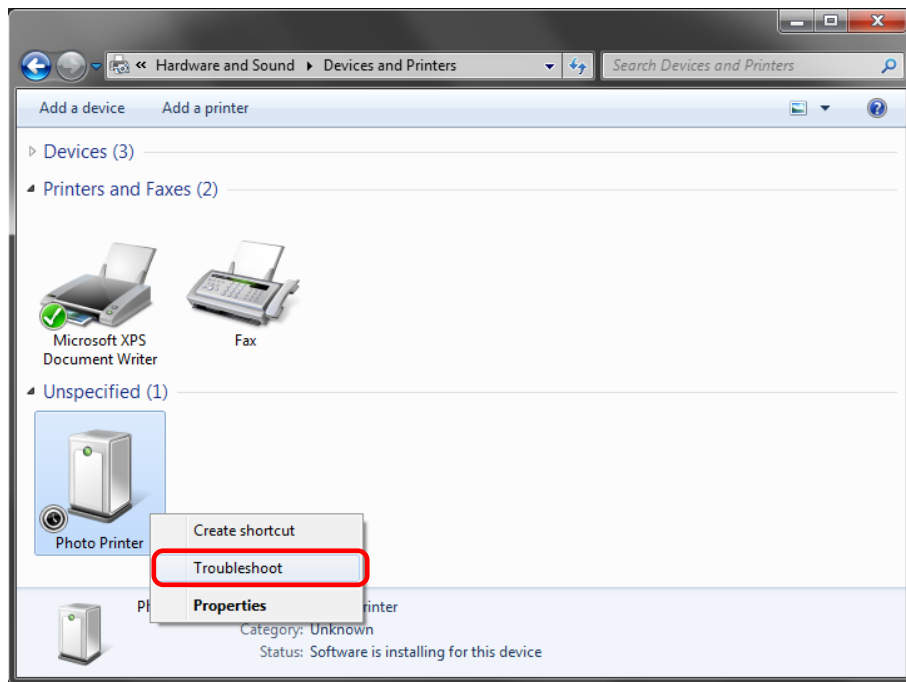 « Hardware and Sound ▸ Devices and Printers Search Devices and Printers
Add a device Add a printer
Devices (3)
Printers and Faxes (2)
Microsoft XPS
Document Writer
Fax
Unspecified (1)
Photo Printer
Create shortcut
Troubleshoot
Properties
Ph
rinter
Category: Unknown
Status: Software is installing for this device